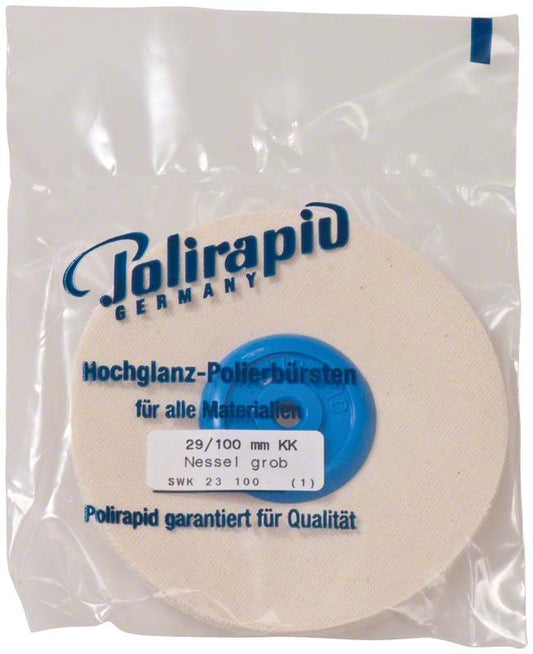 Polirapid
GERMANY
Hochglanz-Polierbürsten
für alle Materialien
29/100 mm KK
Nessel grob
SWK 23 100 (1)
Polirapid garantiert für Qualität